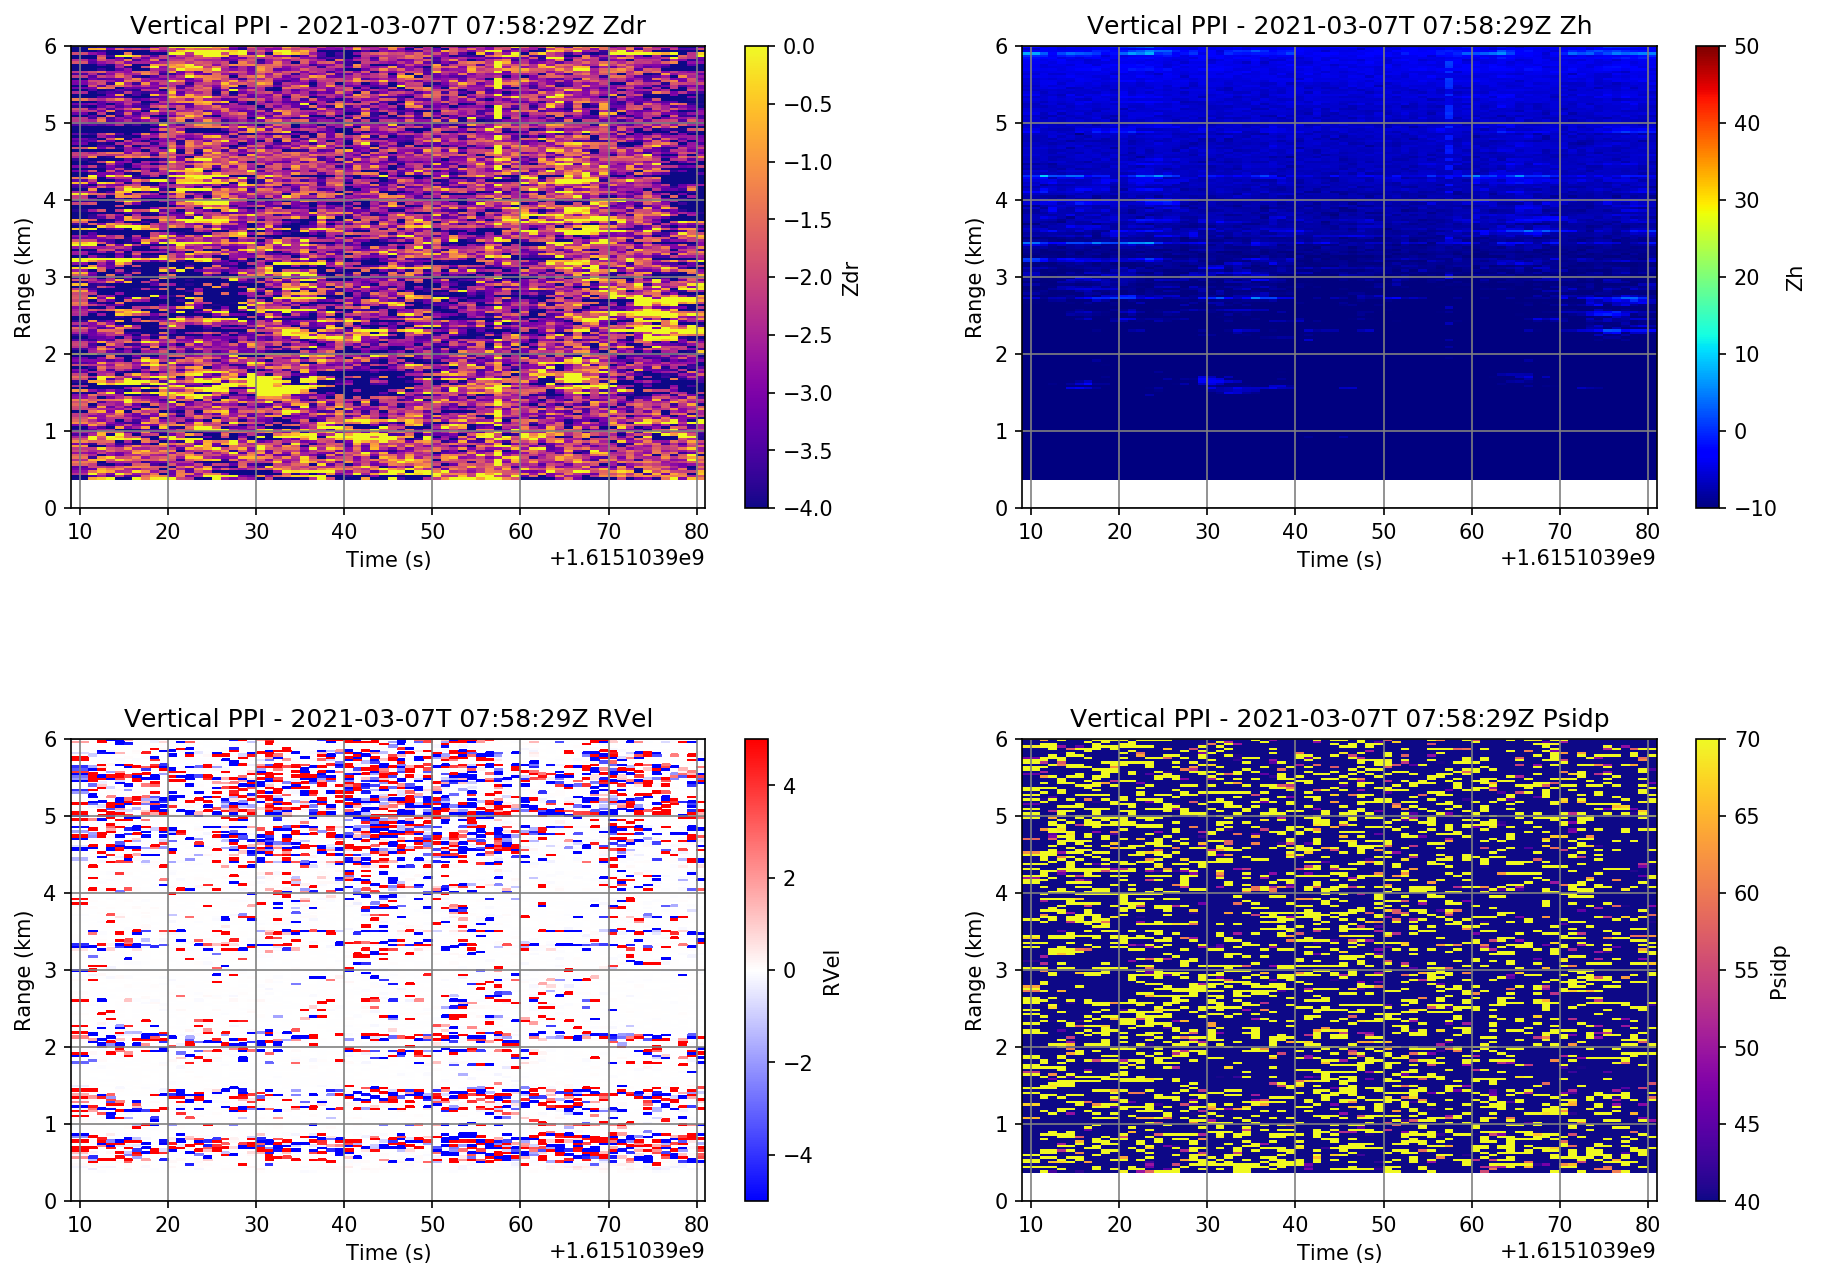 Vertical PPI - 2021-03-07T 07:58:29Z Zdr
6
5
4
3
2
1
0
Range (km)
10 20 30 40 50 60 70 80
Time (s)
+1.6151039e9
0.0
−0.5
−1.0
−1.5
−2.0
−2.5
−3.0
−3.5
−4.0
Zdr
Vertical PPI - 2021-03-07T 07:58:29Z Zh
6
5
4
3
2
1
0
Range (km)
10 20 30 40 50 60 70 80
Time (s)
+1.6151039e9
50
40
30
20
10
0
−10
Zh
Vertical PPI - 2021-03-07T 07:58:29Z RVel
6
5
4
3
2
1
0
Range (km)
10 20 30 40 50 60 70 80
Time (s)
+1.6151039e9
4
2
0
−2
−4
RVel
Vertical PPI - 2021-03-07T 07:58:29Z Psidp
6
5
4
3
2
1
0
Range (km)
10 20 30 40 50 60 70 80
Time (s)
+1.6151039e9
70
65
60
55
50
45
40
Psidp